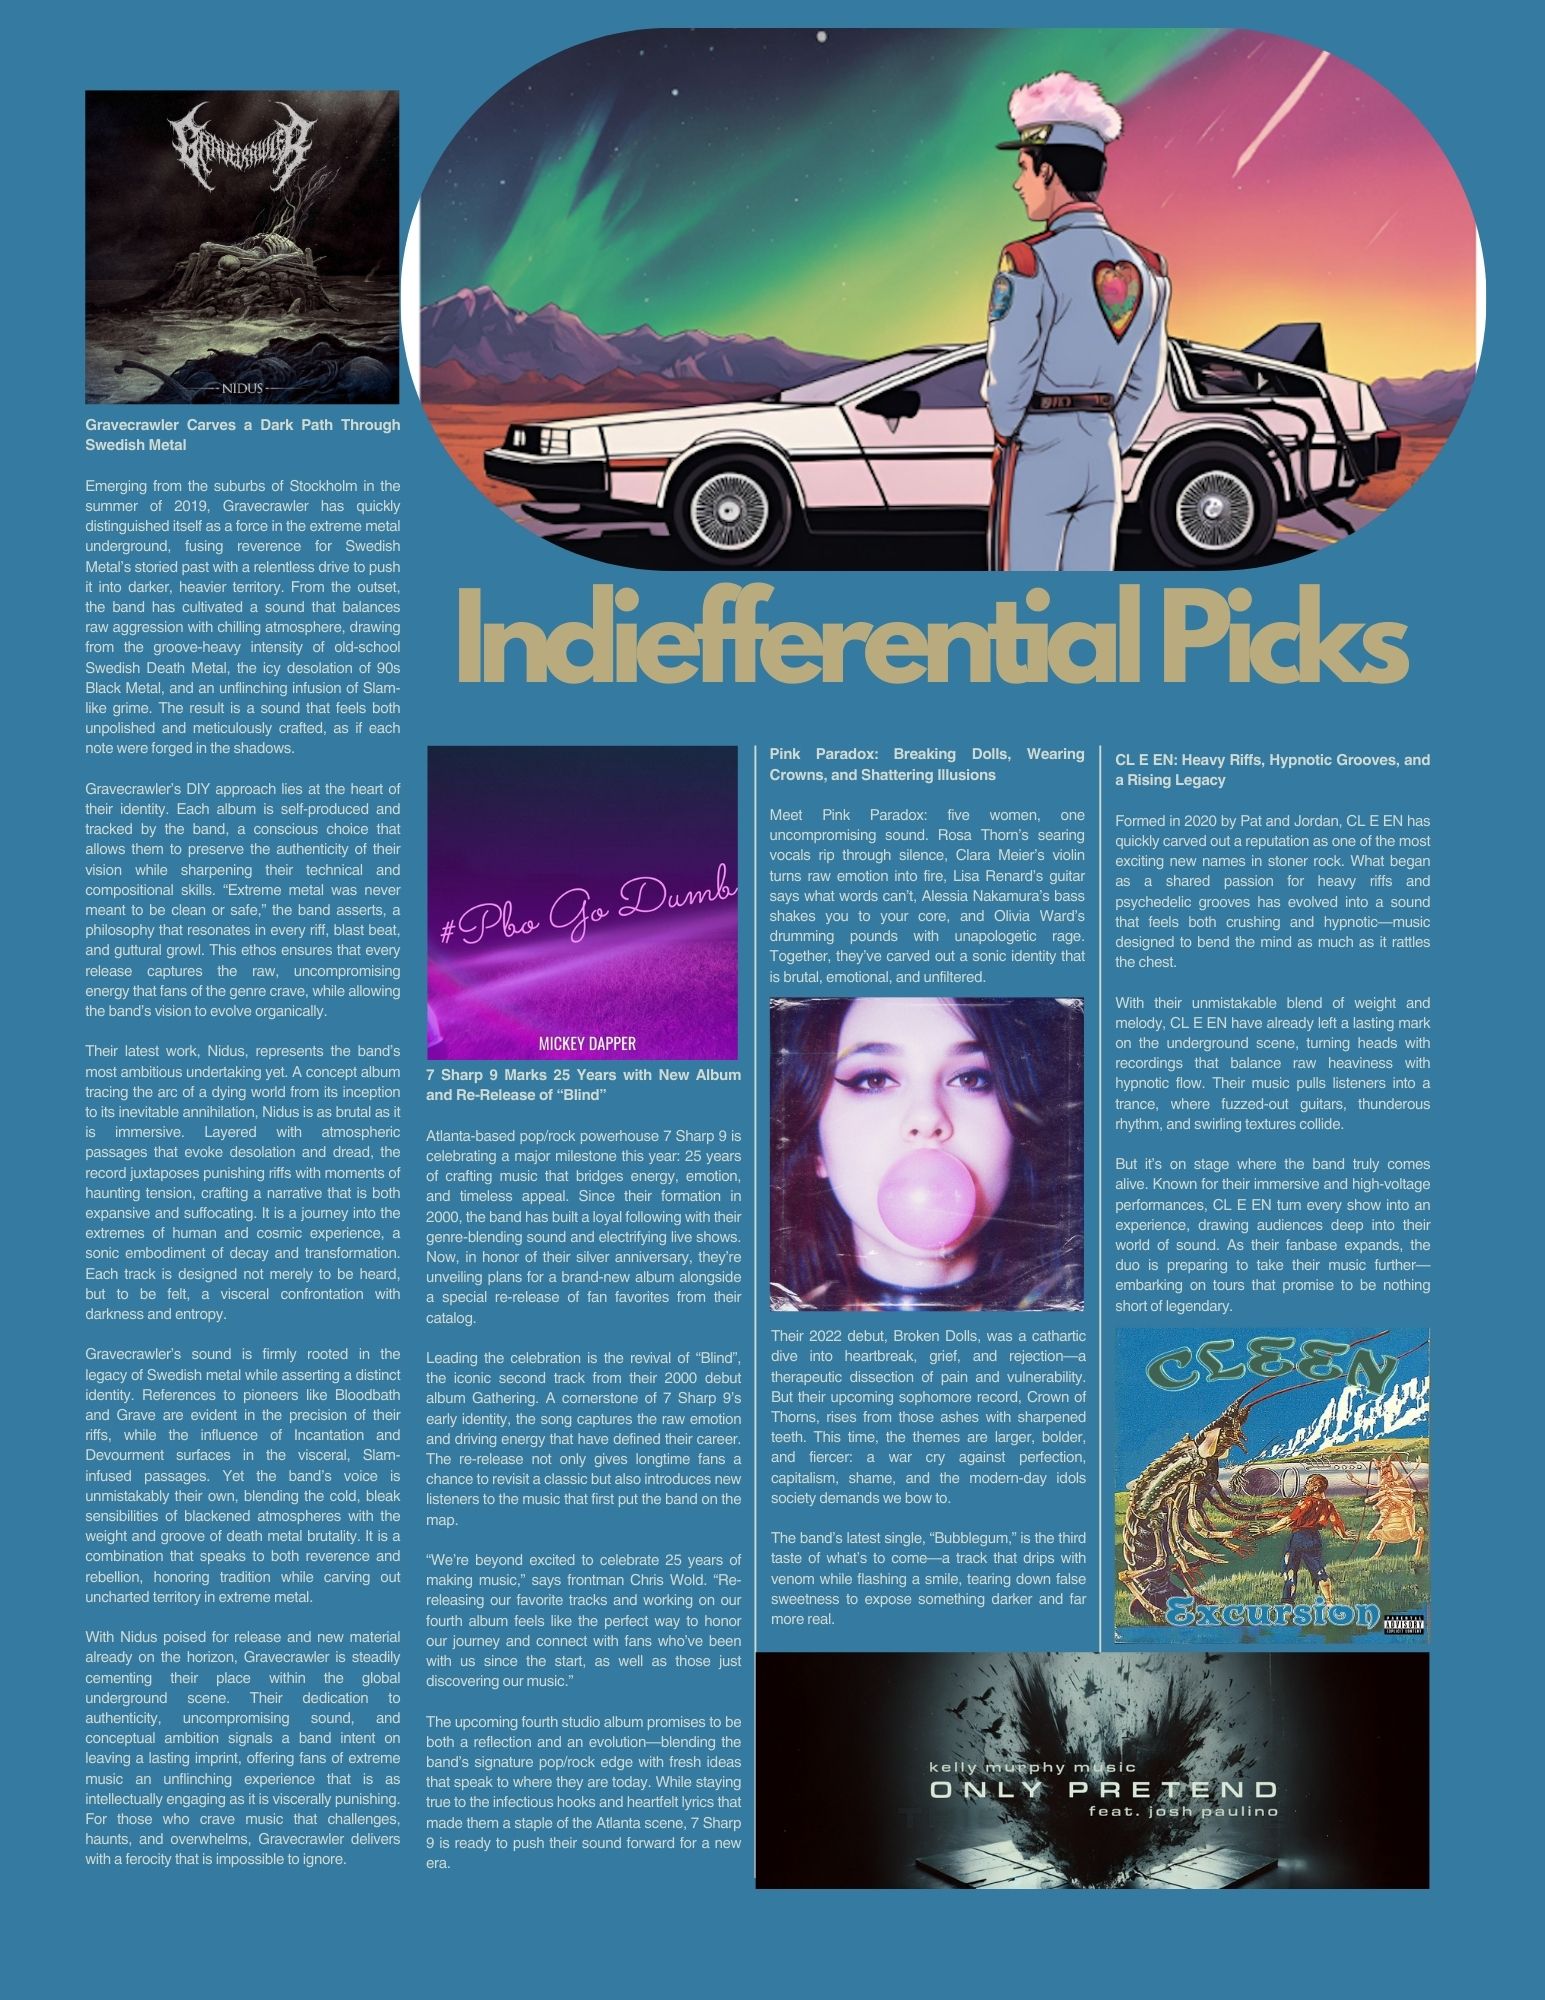 GRAVECRAWLER
NIDUS
Gravecrawler Carves a Dark Path Through
Swedish Metal
Emerging from the suburbs of Stockholm in the
summer of 2019, Gravecrawler has quickly
distinguished itself as a force in the extreme metal
underground, fusing reverence for Swedish
Metal’s storied past with a relentless drive to push
it into darker, heavier territory. From the outset,
the band has cultivated a sound that balances
raw aggression with chilling atmosphere, drawing
from the groove-heavy intensity of old-school
Swedish Death Metal, the icy desolation of 90s
Black Metal, and an unflinching infusion of Slam-
like grime. The result is a sound that feels both
unpolished and meticulously crafted, as if each
note were forged in the shadows.
Gravecrawler’s DIY approach lies at the heart of
their identity. Each album is self-produced and
tracked by the band, a conscious choice that
allows them to preserve the authenticity of their
vision while sharpening their technical and
compositional skills. “Extreme metal was never
meant to be clean or safe,” the band asserts, a
philosophy that resonates in every riff, blast beat,
and guttural growl. This ethos ensures that every
release captures the raw, uncompromising
energy that fans of the genre crave, while allowing
the band’s vision to evolve organically.
Their latest work, Nidus, represents the band’s
most ambitious undertaking yet. A concept album
tracing the arc of a dying world from its inception
to its inevitable annihilation, Nidus is as brutal as it
is immersive. Layered with atmospheric
passages that evoke desolation and dread, the
record juxtaposes punishing riffs with moments of
haunting tension, crafting a narrative that is both
expansive and suffocating. It is a journey into the
extremes of human and cosmic experience, a
sonic embodiment of decay and transformation.
Each track is designed not merely to be heard,
but to be felt, a visceral confrontation with
darkness and entropy.
Gravecrawler’s sound is firmly rooted in the
legacy of Swedish metal while asserting a distinct
identity. References to pioneers like Bloodbath
and Grave are evident in the precision of their
riffs, while the influence of Incantation and
Devourment surfaces in the visceral, Slam-
infused passages. Yet the band’s voice is
unmistakably their own, blending the cold, bleak
sensibilities of blackened atmospheres with the
weight and groove of death metal brutality. It is a
combination that speaks to both reverence and
rebellion, honoring tradition while carving out
uncharted territory in extreme metal.
With Nidus poised for release and new material
already on the horizon, Gravecrawler is steadily
cementing their place within the global
underground scene. Their dedication to
authenticity, uncompromising sound, and
conceptual ambition signals a band intent on
leaving a lasting imprint, offering fans of extreme
music an unflinching experience that is as
intellectually engaging as it is viscerally punishing.
For those who crave music that challenges,
haunts, and overwhelms, Gravecrawler delivers
with a ferocity that is impossible to ignore.
Indiefferential Picks
#Pbo Go Dumb
MICKEY DAPPER
7 Sharp 9 Marks 25 Years with New Album
and Re-Release of “Blind”
Atlanta-based pop/rock powerhouse 7 Sharp 9 is
celebrating a major milestone this year: 25 years
of crafting music that bridges energy, emotion,
and timeless appeal. Since their formation in
2000, the band has built a loyal following with their
genre-blending sound and electrifying live shows.
Now, in honor of their silver anniversary, they’re
unveiling plans for a brand-new album alongside
a special re-release of fan favorites from their
catalog.
Leading the celebration is the revival of “Blind”,
the iconic second track from their 2000 debut
album Gathering. A cornerstone of 7 Sharp 9’s
early identity, the song captures the raw emotion
and driving energy that have defined their career.
The re-release not only gives longtime fans a
chance to revisit a classic but also introduces new
listeners to the music that first put the band on the
map.
“We’re beyond excited to celebrate 25 years of
making music,” says frontman Chris Wold. “Re-
releasing our favorite tracks and working on our
fourth album feels like the perfect way to honor
our journey and connect with fans who’ve been
with us since the start, as well as those just
discovering our music.”
The upcoming fourth studio album promises to be
both a reflection and an evolution—blending the
band’s signature pop/rock edge with fresh ideas
that speak to where they are today. While staying
true to the infectious hooks and heartfelt lyrics that
made them a staple of the Atlanta scene, 7 Sharp
9 is ready to push their sound forward for a new
era.
Pink Paradox: Breaking Dolls, Wearing
Crowns, and Shattering Illusions
Meet Pink Paradox: five women, one
uncompromising sound. Rosa Thorn’s searing
vocals rip through silence, Clara Meier’s violin
turns raw emotion into fire, Lisa Renard’s guitar
says what words can’t, Alessia Nakamura’s bass
shakes you to your core, and Olivia Ward’s
drumming pounds with unapologetic rage.
Together, they’ve carved out a sonic identity that
is brutal, emotional, and unfiltered.
Their 2022 debut, Broken Dolls, was a cathartic
dive into heartbreak, grief, and rejection—a
therapeutic dissection of pain and vulnerability.
But their upcoming sophomore record, Crown of
Thorns, rises from those ashes with sharpened
teeth. This time, the themes are larger, bolder,
and fiercer: a war cry against perfection,
capitalism, shame, and the modern-day idols
society demands we bow to.
The band’s latest single, “Bubblegum,” is the third
taste of what’s to come—a track that drips with
venom while flashing a smile, tearing down false
sweetness to expose something darker and far
more real.
CL E EN: Heavy Riffs, Hypnotic Grooves, and
a Rising Legacy
Formed in 2020 by Pat and Jordan, CL E EN has
quickly carved out a reputation as one of the most
exciting new names in stoner rock. What began
as a shared passion for heavy riffs and
psychedelic grooves has evolved into a sound
that feels both crushing and hypnotic—music
designed to bend the mind as much as it rattles
the chest.
With their unmistakable blend of weight and
melody, CL E EN have already left a lasting mark
on the underground scene, turning heads with
recordings that balance raw heaviness with
hypnotic flow. Their music pulls listeners into a
trance, where fuzzed-out guitars, thunderous
rhythm, and swirling textures collide.
But it’s on stage where the band truly comes
alive. Known for their immersive and high-voltage
performances, CL E EN turn every show into an
experience, drawing audiences deep into their
world of sound. As their fanbase expands, the
duo is preparing to take their music further—
embarking on tours that promise to be nothing
short of legendary.
CLEEN
Excursion
PARENTAL
ADVISORY
EXPLICIT CONTENT
kelly murphy music
ONLY PRETEND
feat. josh paulino